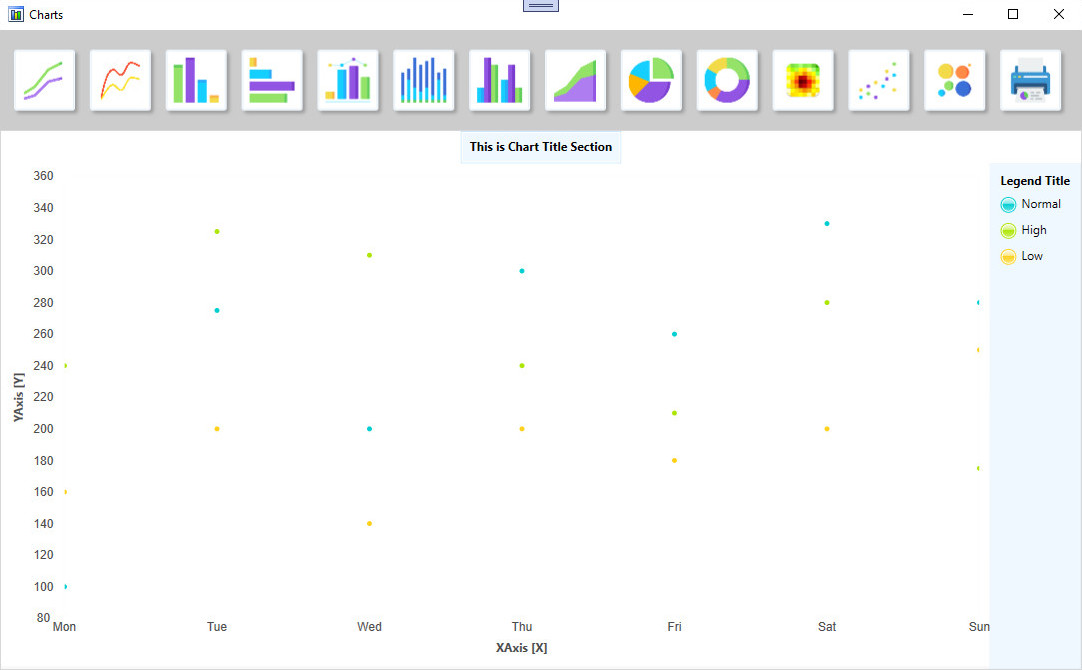 Charts
This is Chart Title Section
360
340
320
300
280
260
240
220
200
180
160
140
120
100
80
YAxis [Y]
Mon Tue Wed Thu Fri Sat Sun
XAxis [X]
Legend Title
Normal
High
Low